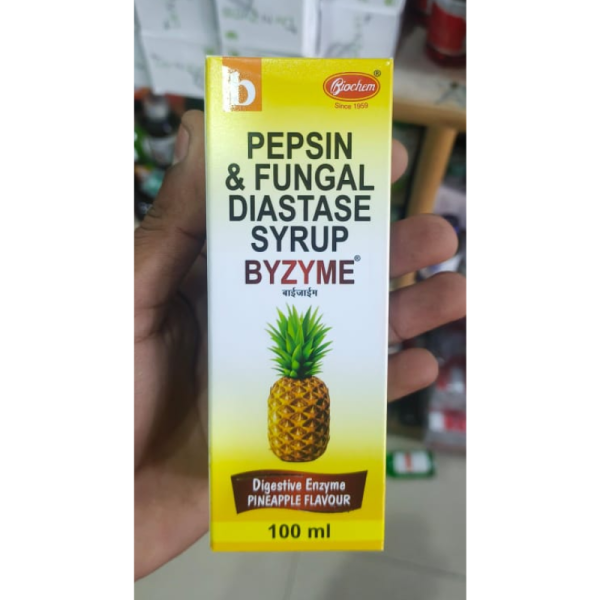 b
Biochem®
Since 1959
PEPSIN
& FUNGAL
DIASTASE
SYRUP
BYZYME®
बाईजाईम
Digestive Enzyme
PINEAPPLE FLAVOUR
100 ml